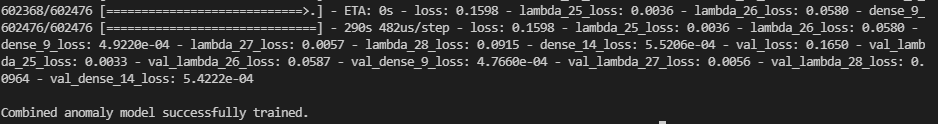 602368/602476 [============================>.] - ETA: 0s - loss: 0.1598 - lambda_25_loss: 0.0036 - lambda_26_loss: 0.0580 - dense_9_
602476/602476 [==============================] - 290s 482us/step - loss: 0.1598 - lambda_25_loss: 0.0036 - lambda_26_loss: 0.0580 -
dense_9_loss: 4.9220e-04 - lambda_27_loss: 0.0057 - lambda_28_loss: 0.0915 - dense_14_loss: 5.5206e-04 - val_loss: 0.1650 - val_lamb
da_25_loss: 0.0033 - val_lambda_26_loss: 0.0587 - val_dense_9_loss: 4.7660e-04 - val_lambda_27_loss: 0.0056 - val_lambda_28_loss: 0.
0964 - val_dense_14_loss: 5.4222e-04
Combined anomaly model successfully trained.